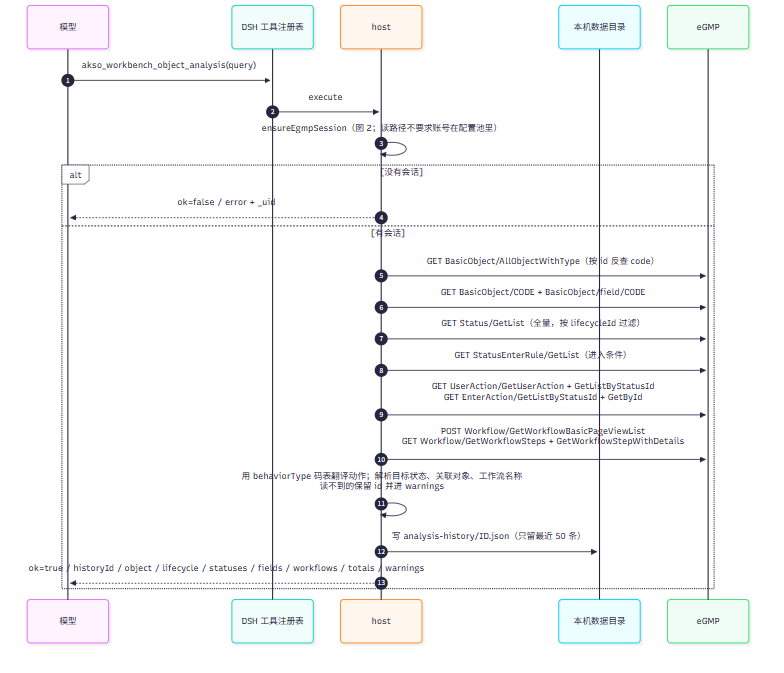 模型
DSH 工具注册表
host
本机数据目录
eGMP
akso_workbench_object_analysis(query)
1
execute
2
ensureEgmpSession（图 2；读路径不要求账号在配置池里）
3
alt
[没有会话]
ok=false / error + _uid
4
[有会话]
GET BasicObject/AllObjectWithType（按 id 反查 code）
5
GET BasicObject/CODE + BasicObject/field/CODE
6
GET Status/GetList（全量，按 lifecycleId 过滤）
7
GET StatusEnterRule/GetList（进入条件）
8
GET UserAction/GetUserAction + GetListByStatusId
GET EnterAction/GetListByStatusId + GetById
9
POST Workflow/GetWorkflowBasicPageViewList
GET Workflow/GetWorkflowSteps + GetWorkflowStepWithDetails
10
用 behaviorType 码表翻译动作；解析目标状态、关联对象、工作流名称
读不到的保留 id 并进 warnings
11
写 analysis-history/ID.json（只留最近 50 条）
12
ok=true / historyId / object / lifecycle / statuses / fields / workflows / totals / warnings
13
模型
DSH 工具注册表
host
本机数据目录
eGMP